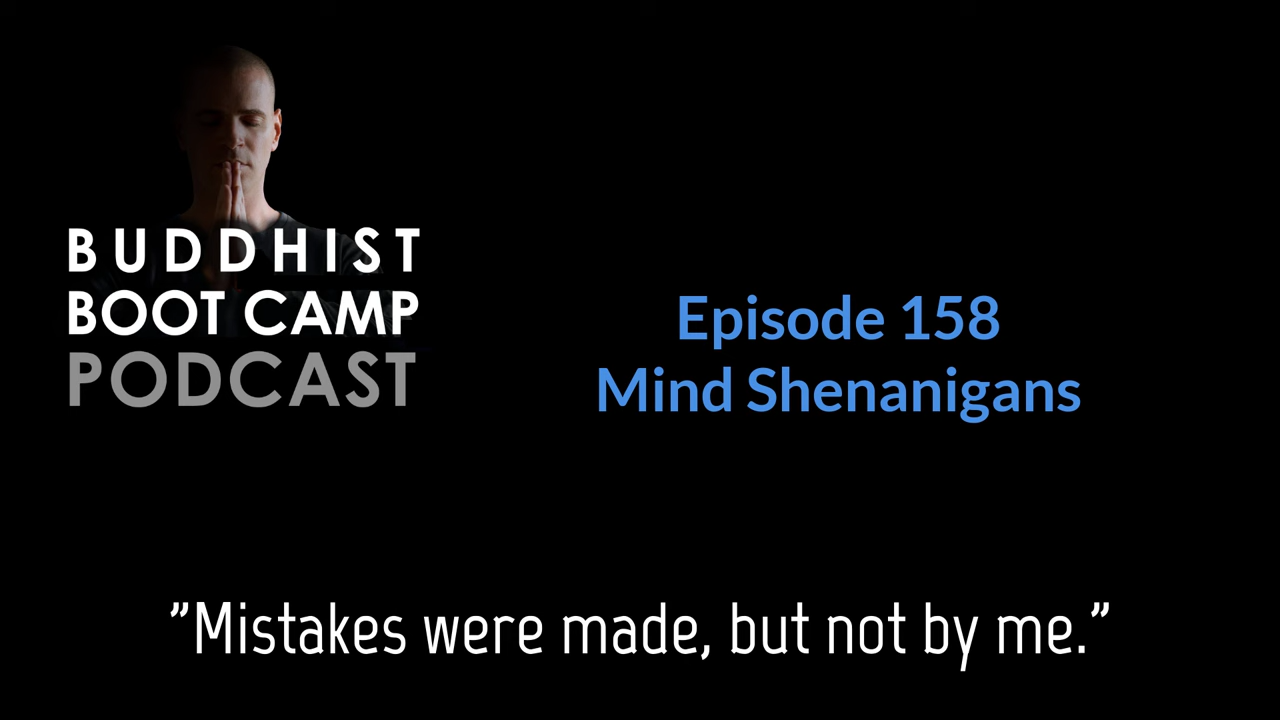 BUDDHIST
BOOT CAMP
PODCAST
Episode 158
Mind Shenanigans
”Mistakes were made, but not by me.”